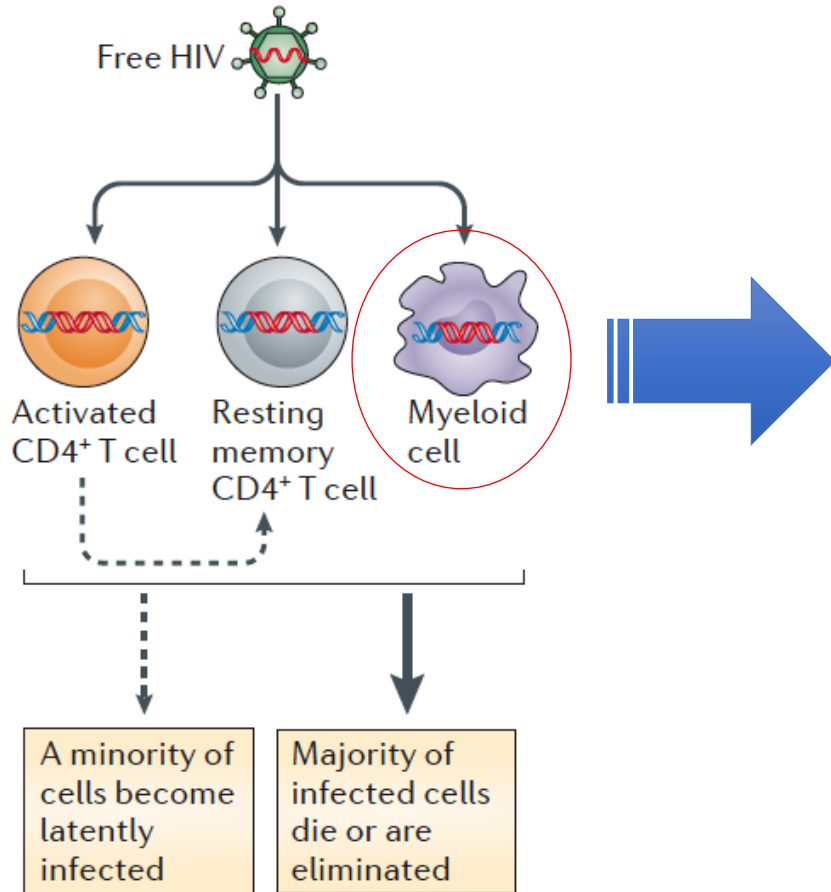 Free HIV
Activated
CD4⁺ T cell
Resting
memory
CD4⁺ T cell
Myeloid
cell
A minority of
cells become
latently
infected
Majority of
infected cells
die or are
eliminated